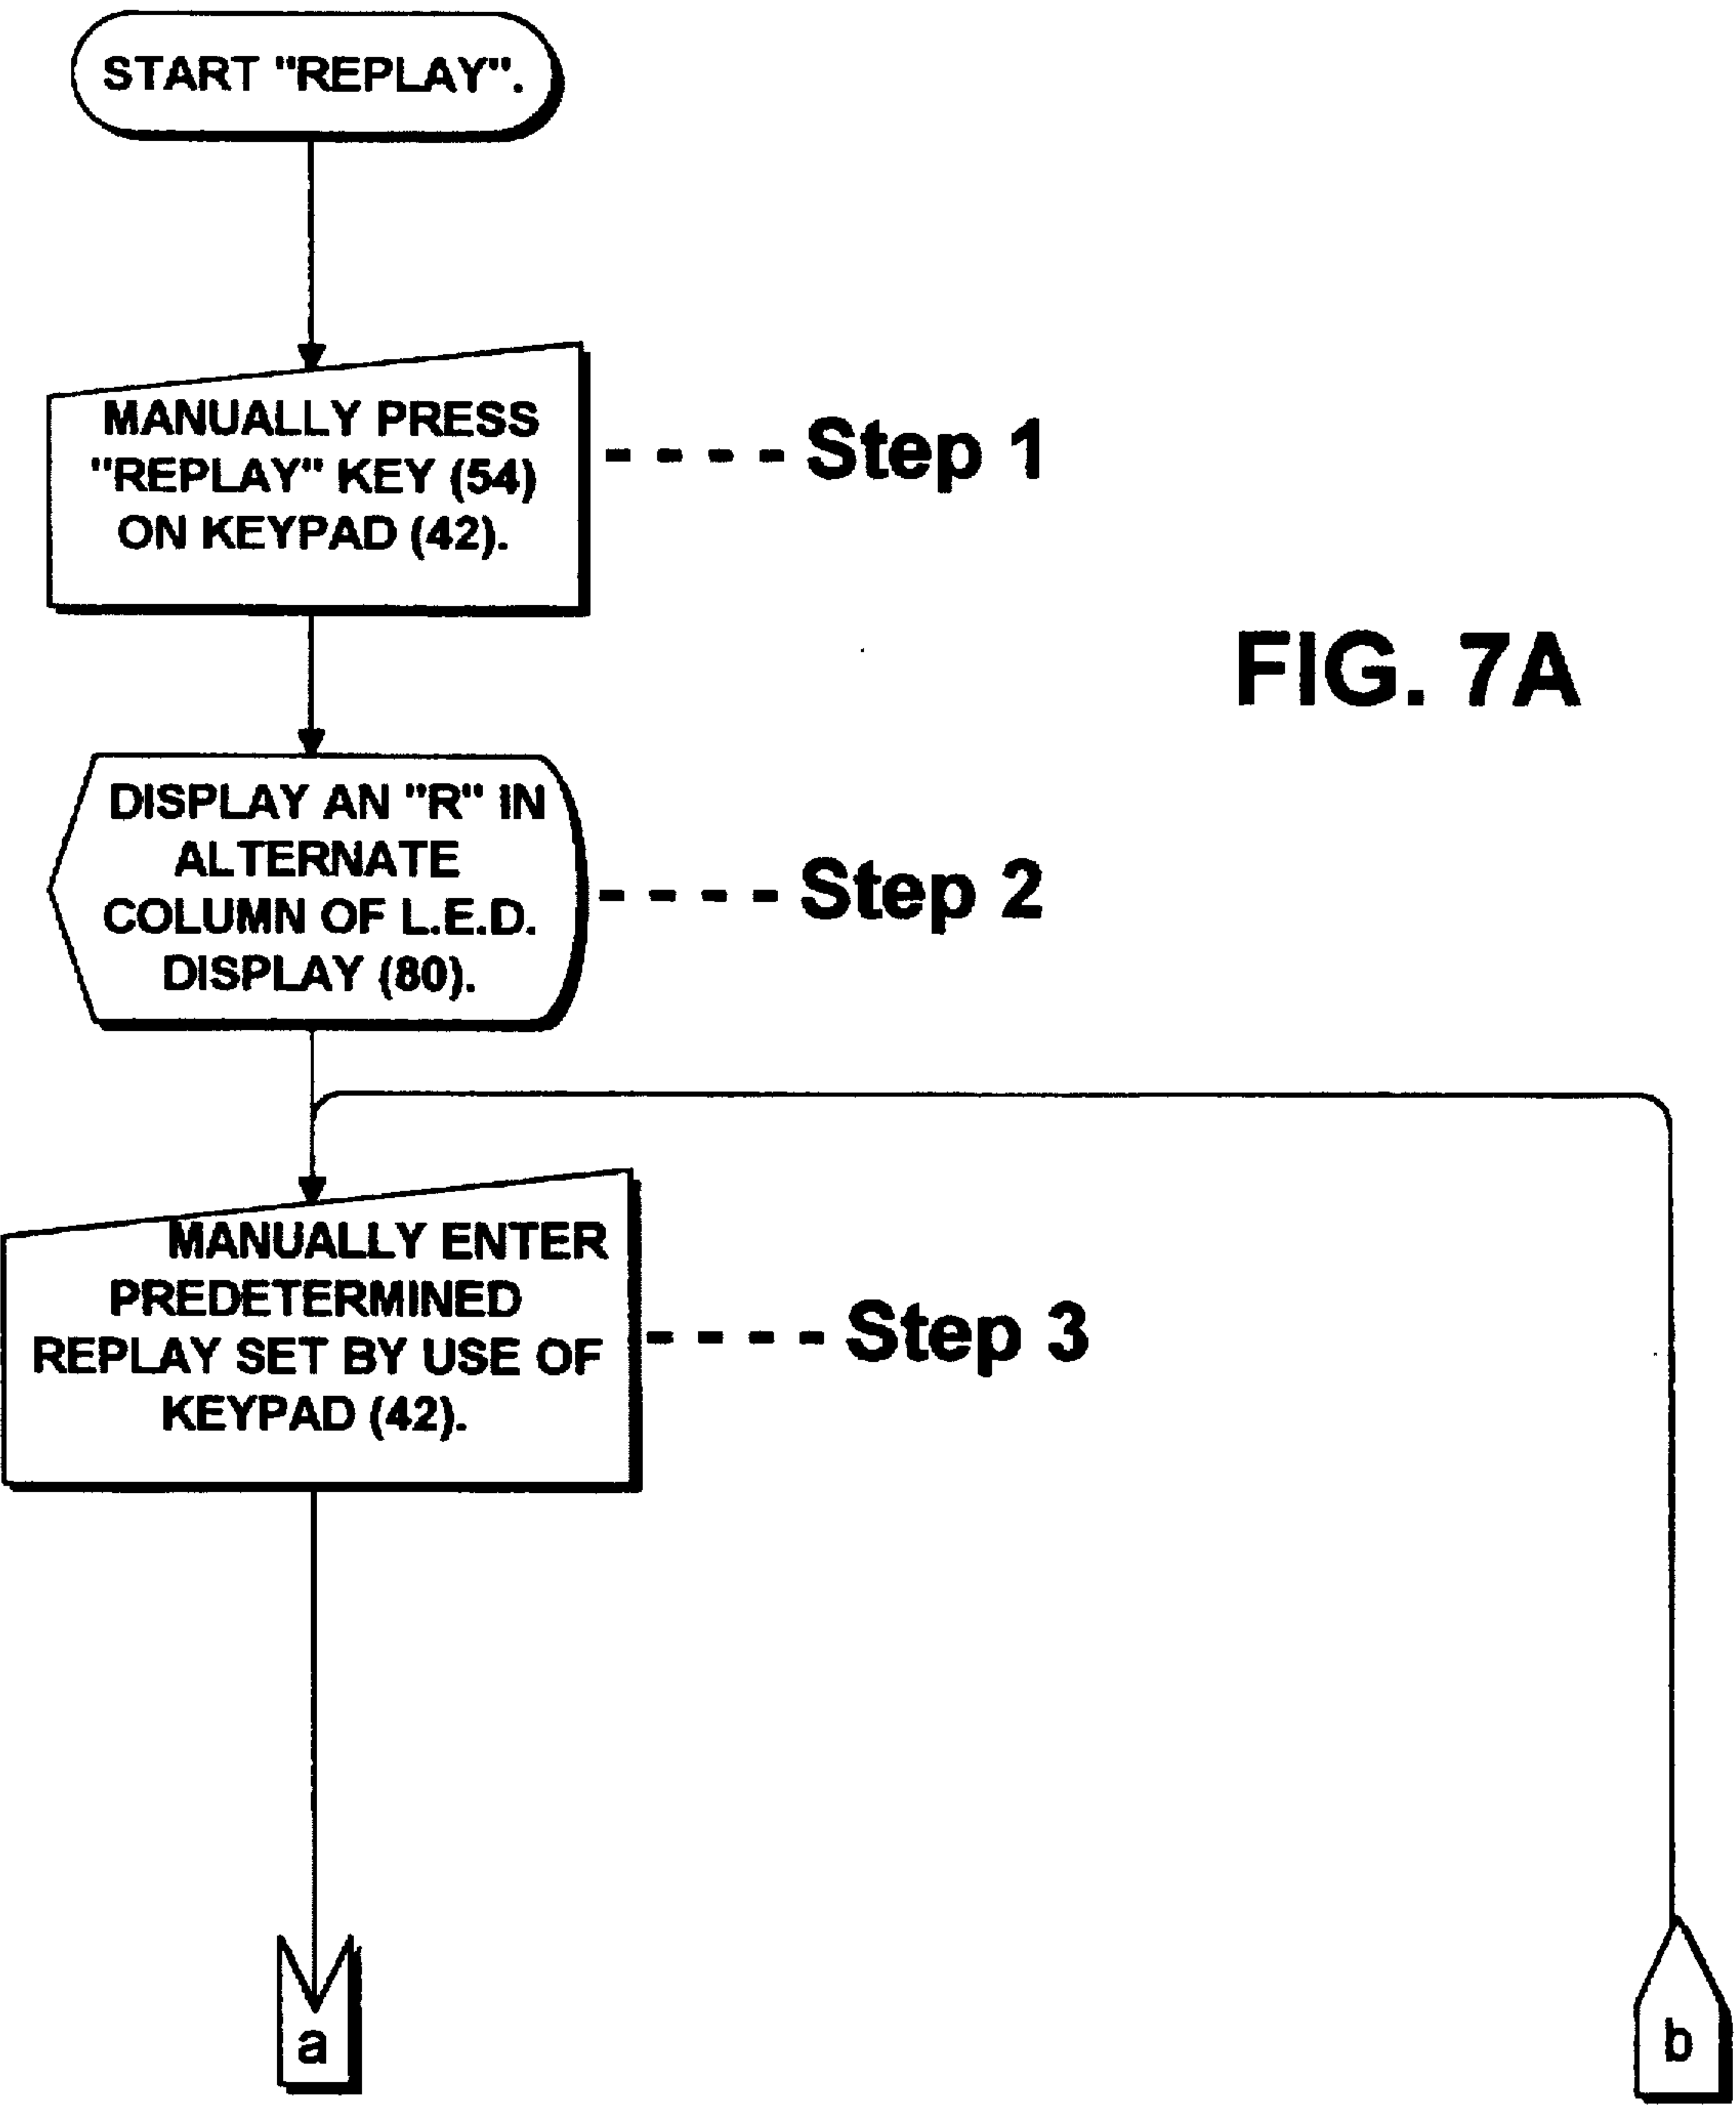 START "REPLAY".
MANUALLY PRESS
"REPLAY" KEY (54)
ON KEYPAD (42).
- - - - Step 1
FIG. 7A
DISPLAY AN "R" IN
ALTERNATE
COLUMN OF L.E.D.
DISPLAY (80).
- - - - Step 2
MANUALLY ENTER
PREDETERMINED
REPLAY SET BY USE OF
KEYPAD (42).
- - - - Step 3
a
b